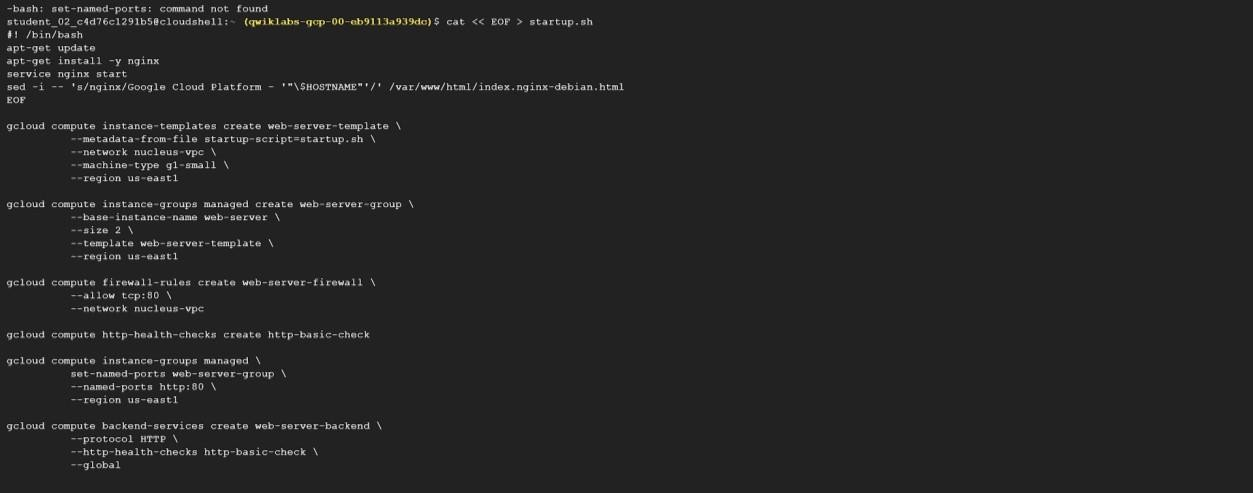 -bash: set-named-ports: command not found
student_02_c4d76c1291b5@cloudshell:~ (qwiklabs-gcp-00-eb9113a939dc)$ cat << EOF > startup.sh
#! /bin/bash
apt-get update
apt-get install -y nginx
service nginx start
sed -i -- 's/nginx/Google Cloud Platform - '"\$HOSTNAME"'/' /var/www/html/index.nginx-debian.html
EOF
gcloud compute instance-templates create web-server-template \
--metadata-from-file startup-script=startup.sh \
--network nucleus-vpc \
--machine-type g1-small \
--region us-east1
gcloud compute instance-groups managed create web-server-group \
--base-instance-name web-server \
--size 2 \
--template web-server-template \
--region us-east1
gcloud compute firewall-rules create web-server-firewall \
--allow tcp:80 \
--network nucleus-vpc
gcloud compute http-health-checks create http-basic-check
gcloud compute instance-groups managed \
set-named-ports web-server-group \
--named-ports http:80 \
--region us-east1
gcloud compute backend-services create web-server-backend \
--protocol HTTP \
--http-health-checks http-basic-check \
--global